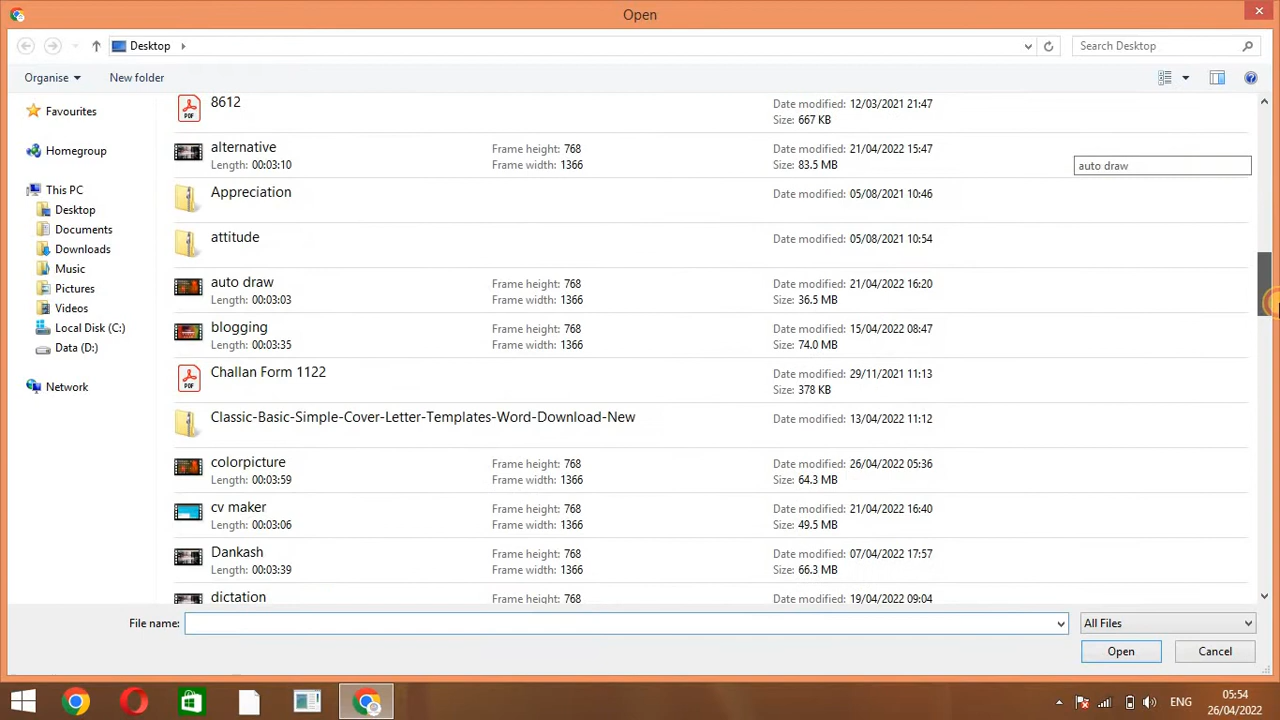 Open
Desktop
Search Desktop
Organise
New folder
Favourites
Homegroup
This PC
Desktop
Documents
Downloads
Music
Pictures
Videos
Local Disk (C:)
Data (D:)
Network
PDF
8612
Date modified: 12/03/2021 21:47
Size: 667 KB
alternative
Length: 00:03:10
Frame height: 768
Frame width: 1366
Date modified: 21/04/2022 15:47
Size: 83.5 MB
auto draw
Appreciation
Date modified: 05/08/2021 10:46
attitude
Date modified: 05/08/2021 10:54
auto draw
Length: 00:03:03
Frame height: 768
Frame width: 1366
Date modified: 21/04/2022 16:20
Size: 36.5 MB
blogging
Length: 00:03:35
Frame height: 768
Frame width: 1366
Date modified: 15/04/2022 08:47
Size: 74.0 MB
PDF
Challan Form 1122
Date modified: 29/11/2021 11:13
Size: 378 KB
Classic-Basic-Simple-Cover-Letter-Templates-Word-Download-New
Date modified: 13/04/2022 11:12
colorpicture
Length: 00:03:59
Frame height: 768
Frame width: 1366
Date modified: 26/04/2022 05:36
Size: 64.3 MB
cv maker
Length: 00:03:06
Frame height: 768
Frame width: 1366
Date modified: 21/04/2022 16:40
Size: 49.5 MB
Dankash
Length: 00:03:39
Frame height: 768
Frame width: 1366
Date modified: 07/04/2022 17:57
Size: 66.3 MB
dictation
Frame height: 768
Date modified: 19/04/2022 09:04
File name:
All Files
Open
Cancel
ENG
05:54
26/04/2022